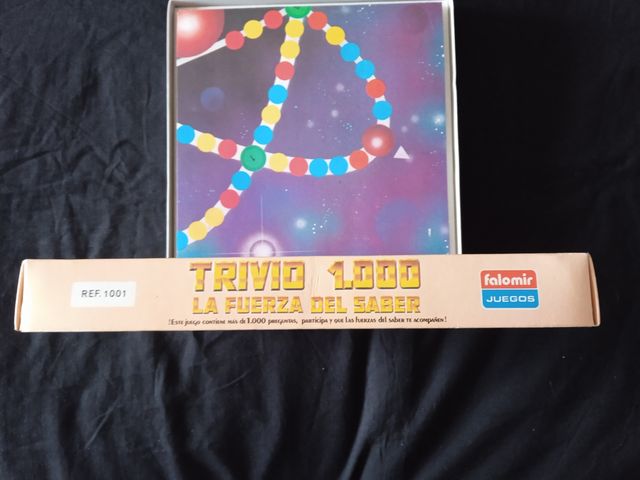 TRIVIO 1.000
LA FUERZA DEL SABER
¡Este juego contiene más de 1.000 preguntas, participa y que las fuerzas del saber te acompañen!
REF. 1001
falomir
JUEGOS